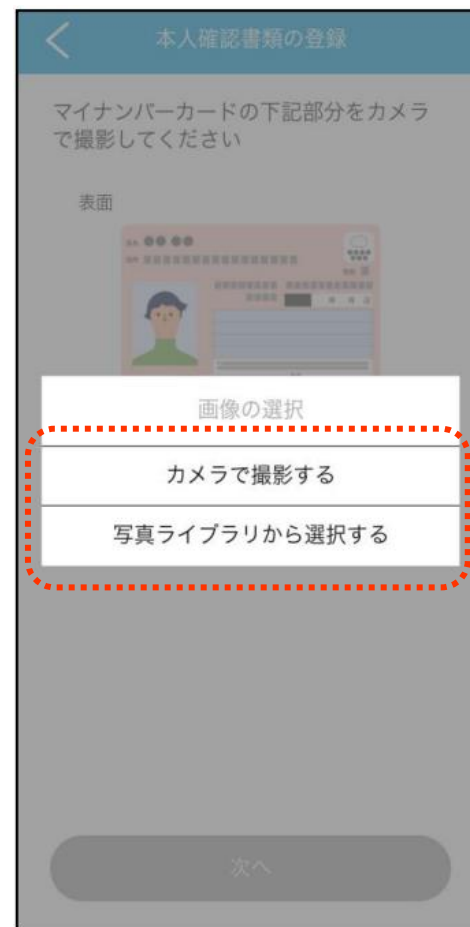 本人確認書類の登録
マイナンバーカードの下記部分をカメラ
で撮影してください
表面
画像の選択
カメラで撮影する
写真ライブラリから選択する
次へ